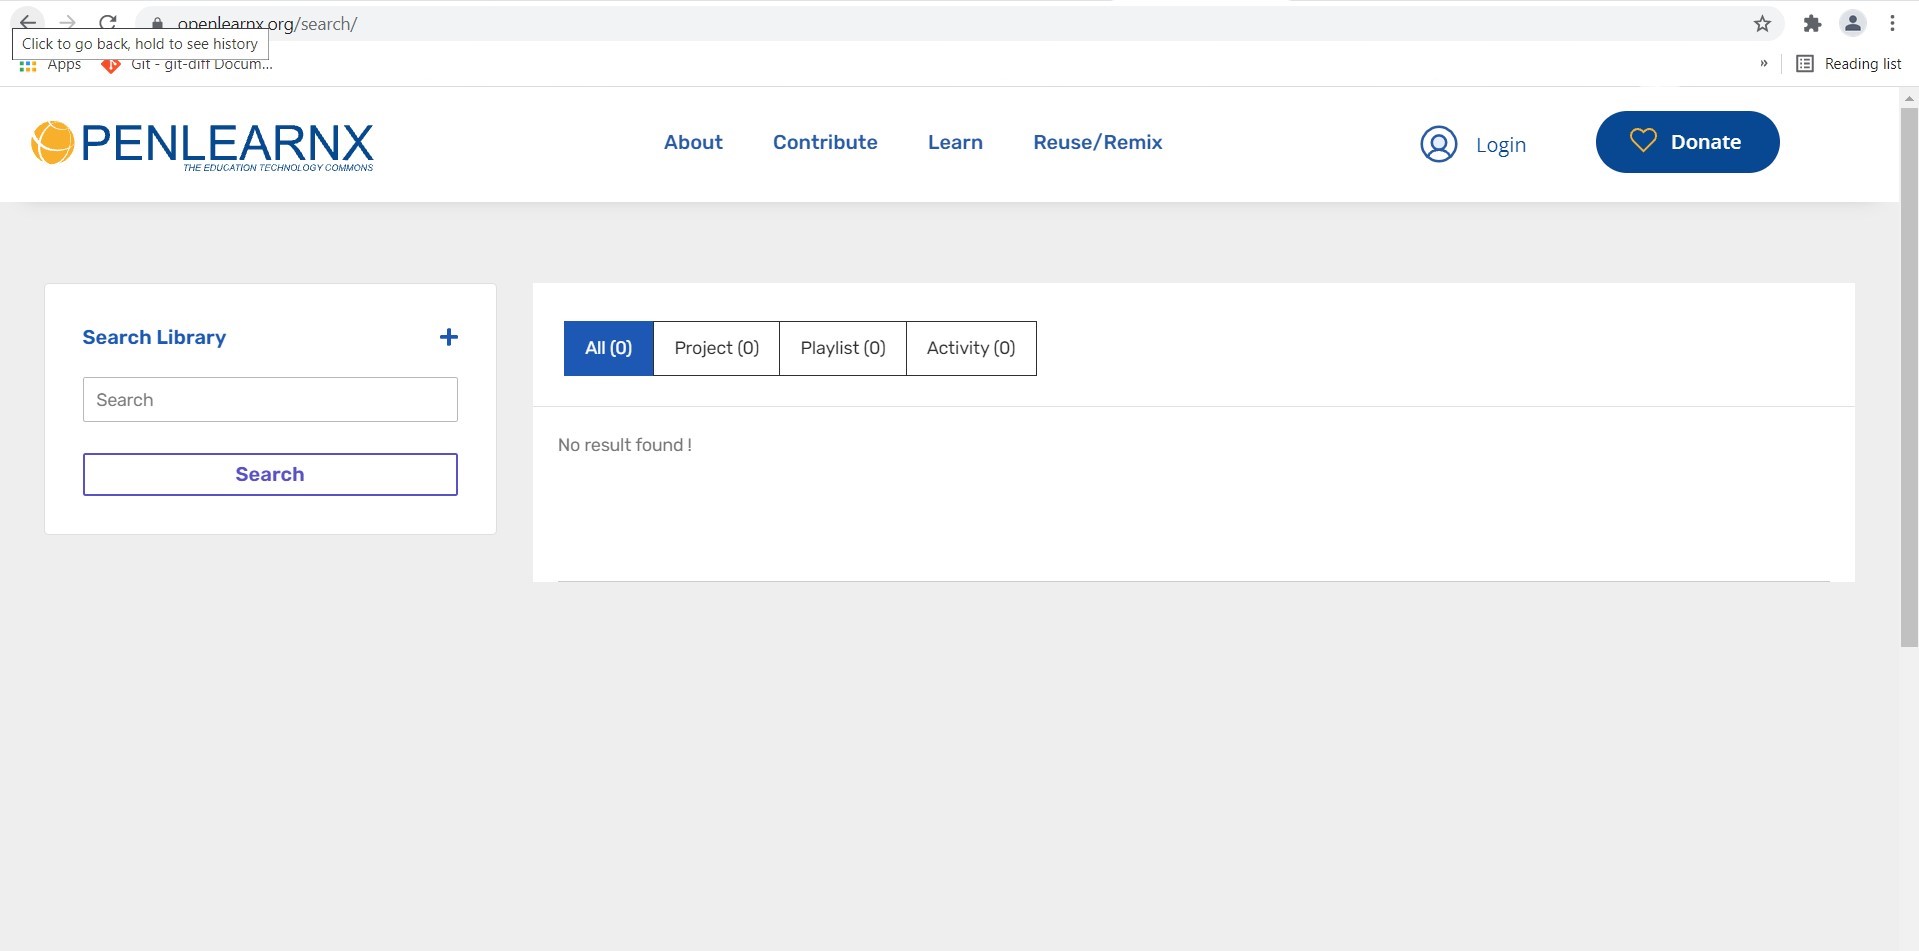 openlearnx.org/search/
Click to go back, hold to see history
Apps
Git - git-diff Docum...
»
Reading list
PENLEARNX
THE EDUCATION TECHNOLOGY COMMONS
About
Contribute
Learn
Reuse/Remix
Login
Donate
Search Library
Search
Search
All (0)
Project (0)
Playlist (0)
Activity (0)
No result found !